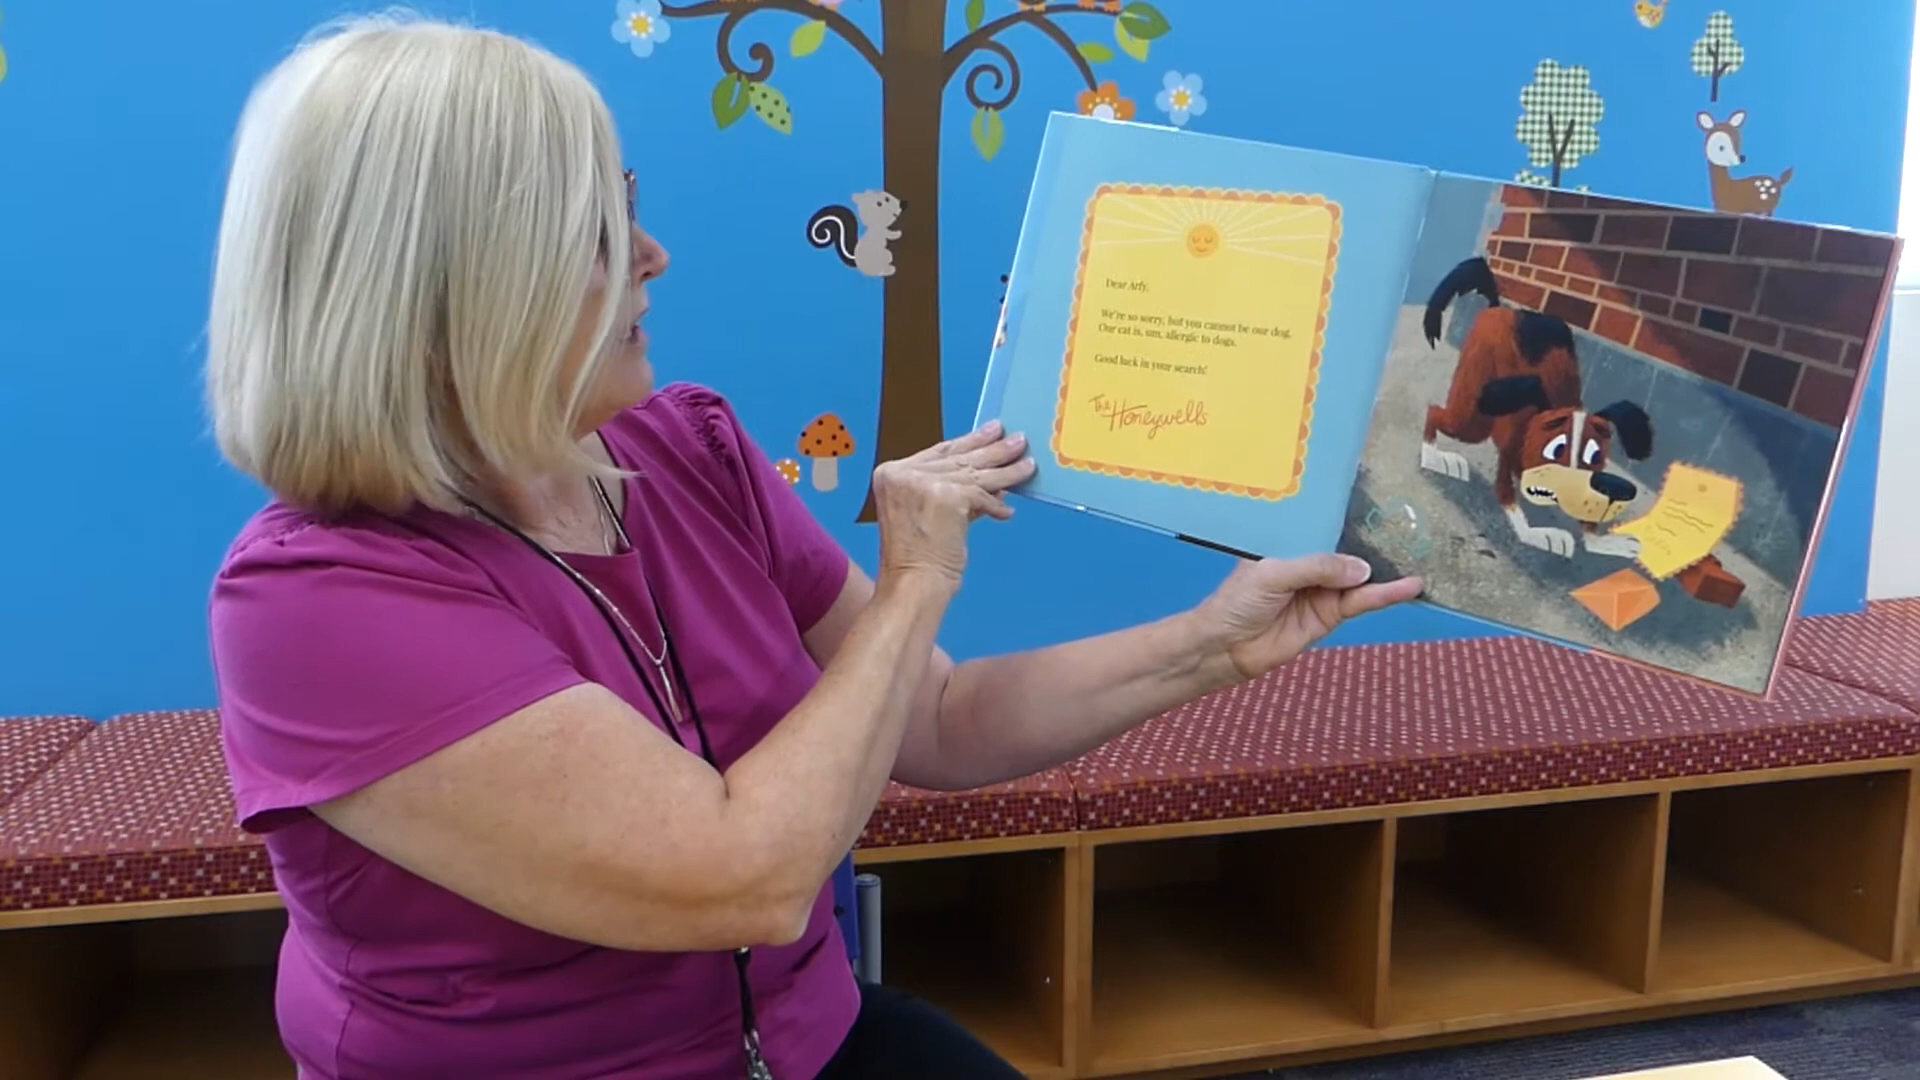 Dear Arfy,
We're so sorry, but you cannot be our dog.
Our cat is, um, allergic to dogs.
Good luck in your search!
The Honeywells